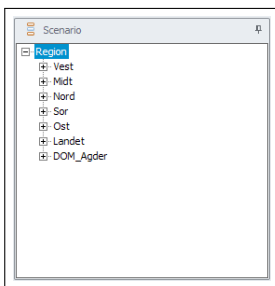 Scenario
Region
Vest
Midt
Nord
Sor
Ost
Landet
DOM_Agder